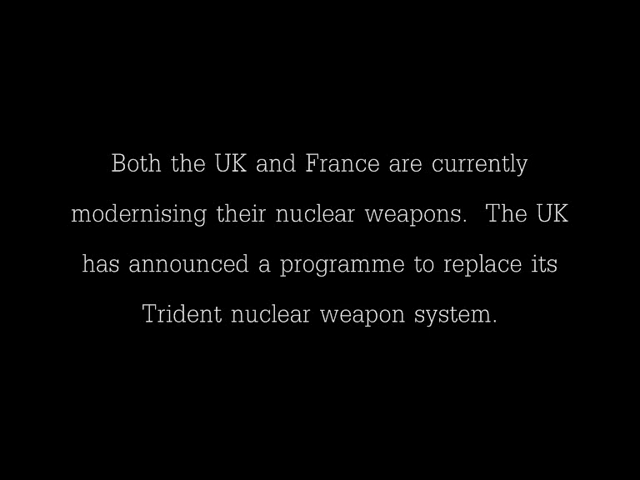 Both the UK and France are currently
modernising their nuclear weapons.  The UK
has announced a programme to replace its
Trident nuclear weapon system.